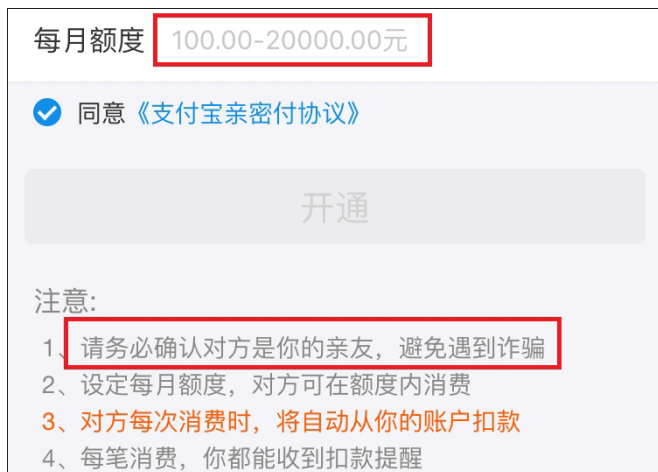 每月额度 100.00-20000.00元
同意《支付宝亲密付协议》
开通
注意:
1、请务必确认对方是你的亲友，避免遇到诈骗
2、设定每月额度，对方可在额度内消费
3、对方每次消费时，将自动从你的账户扣款
4、每笔消费，你都能收到扣款提醒